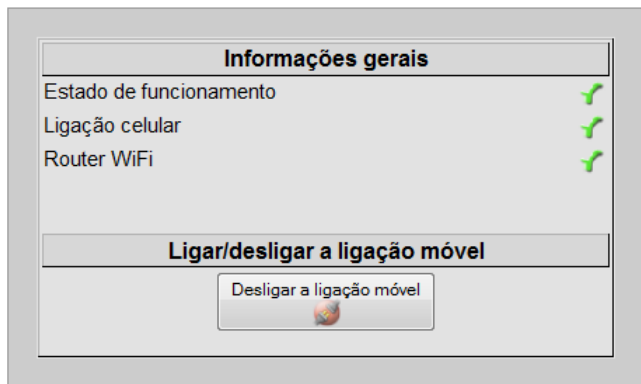 Informações gerais
Estado de funcionamento
Ligação celular
Router WiFi
Ligar/desligar a ligação móvel
Desligar a ligação móvel